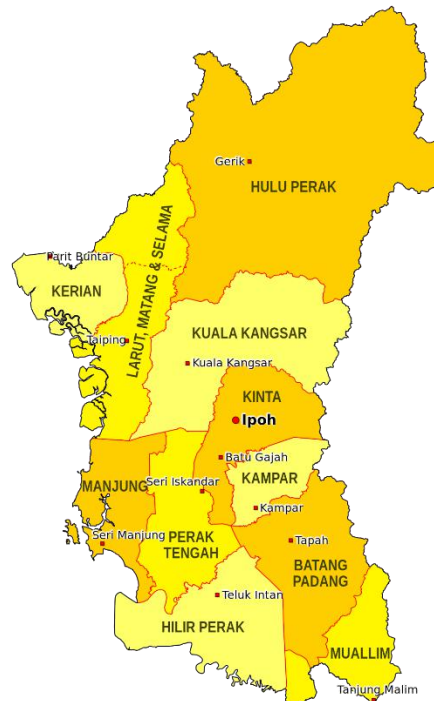 Gerik
HULU PERAK
LARUT, MATANG & SELAMA
Parit Buntar
KERIAN
Taiping
KUALA KANGSAR
Kuala Kangsar
KINTA
Ipoh
Batu Gajah
KAMPAR
Kampar
MANJUNG
Seri Iskandar
Seri Manjung
PERAK
TENGAH
Tapah
BATANG
PADANG
Teluk Intan
HILIR PERAK
MUALLIM
Tanjung Malim